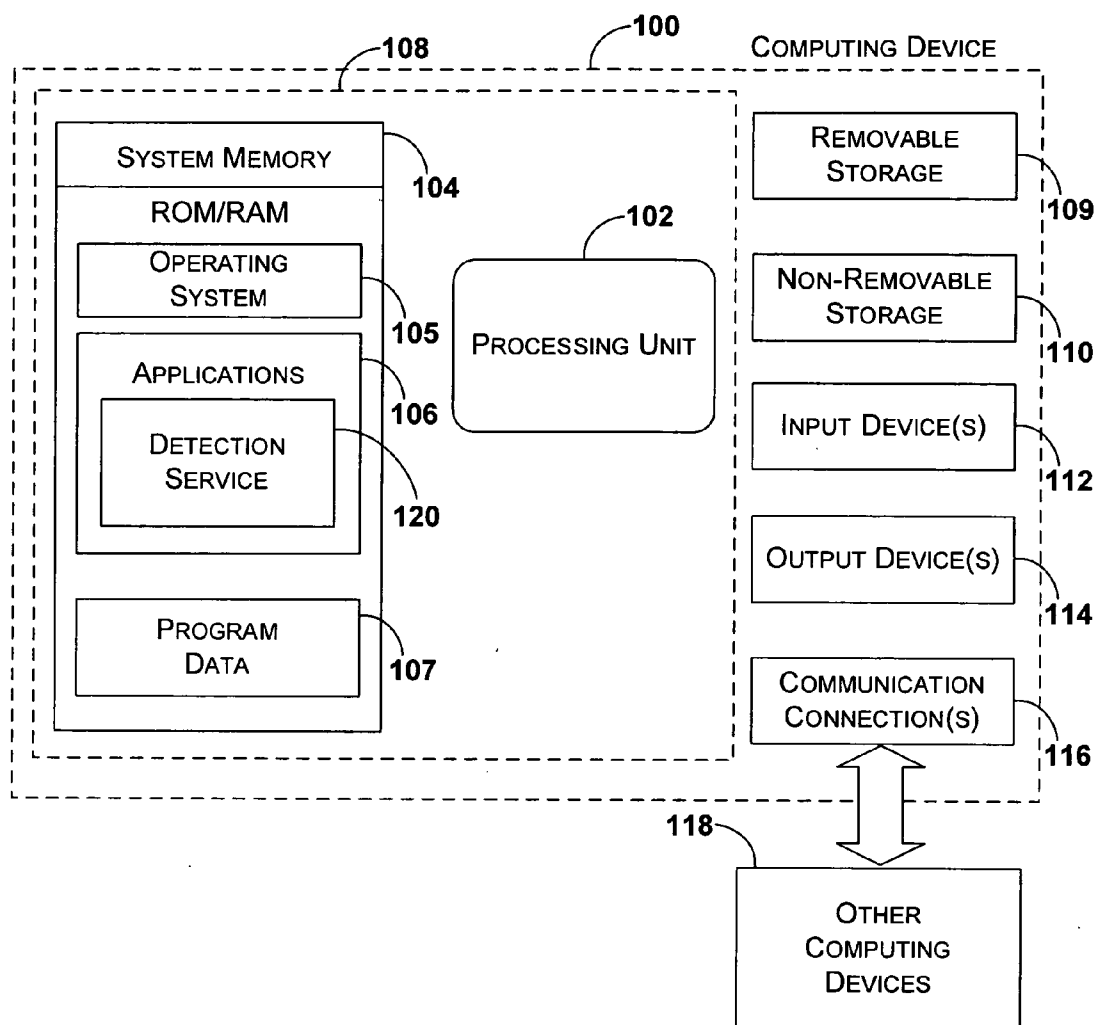 100
COMPUTING DEVICE
108
SYSTEM MEMORY
104
ROM/RAM
OPERATING
SYSTEM
105
APPLICATIONS
106
DETECTION
SERVICE
120
PROGRAM
DATA
107
102
PROCESSING UNIT
REMOVABLE
STORAGE
109
NON-REMOVABLE
STORAGE
110
INPUT DEVICE(S)
112
OUTPUT DEVICE(S)
114
COMMUNICATION
CONNECTION(S)
116
118
OTHER
COMPUTING
DEVICES